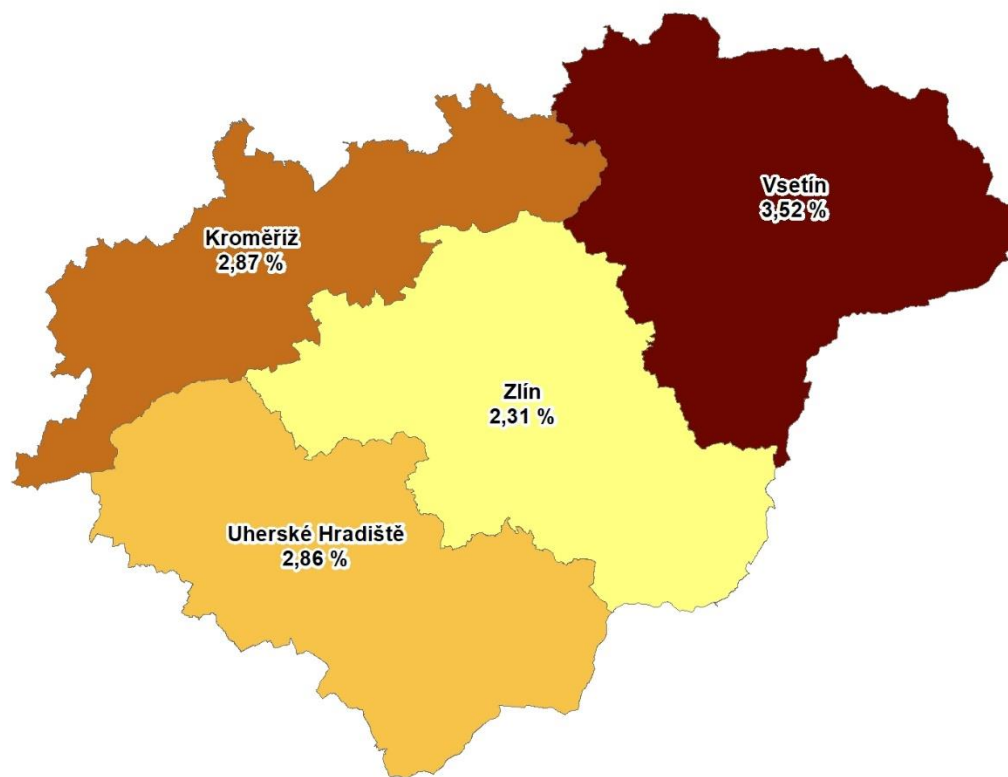 Vsetín
3,52 %
Kroměříž
2,87 %
Zlín
2,31 %
Uherské Hradiště
2,86 %